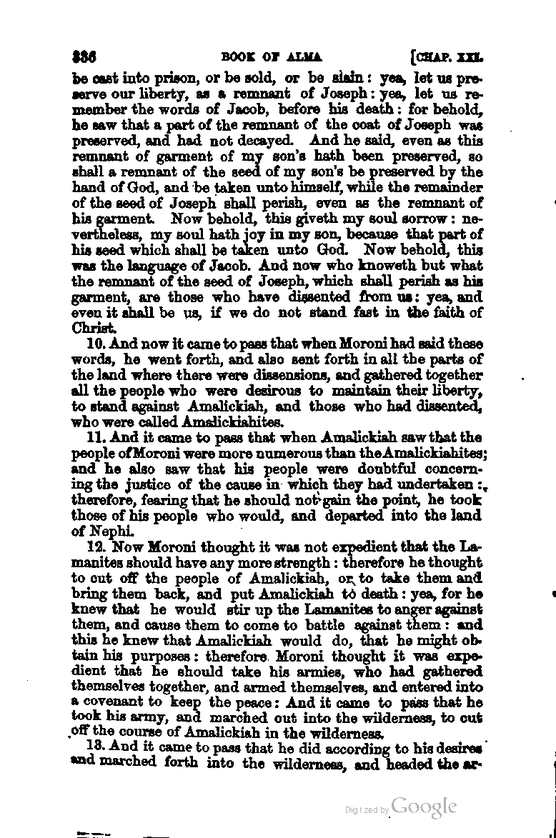 336 BOOK OF ALMA [CHAP. XXI.
be cast into prison, or be sold, or be slain: yea, let us pre-
serve our liberty, as a remnant of Joseph: yea, let us re-
member the words of Jacob, before his death: for behold,
he saw that a part of the remnant of the coat of Joseph was
preserved, and had not decayed. And he said, even as this
remnant of garment of my son's hath been preserved, so
shall a remnant of the seed of my son's be preserved by the
hand of God, and be taken unto himself, while the remainder
of the seed of Joseph shall perish, even as the remnant of
his garment. Now behold, this giveth my soul sorrow: ne-
vertheless, my soul hath joy in my son, because that part of
his seed which shall be taken unto God. Now behold, this
was the language of Jacob. And now who knoweth but what
the remnant of the seed of Joseph, which shall perish as his
garment, are those who have dissented from us: yea, and
even it shall be us, if we do not stand fast in the faith of
Christ.
10. And now it came to pass that when Moroni had said these
words, he went forth, and also sent forth in all the parts of
the land where there were dissensions, and gathered together
all the people who were desirous to maintain their liberty,
to stand against Amalickiah, and those who had dissented,
who were called Amalickiahites.
11. And it came to pass that when Amalickiah saw that the
people of Moroni were more numerous than the Amalickiahites;
and he also saw that his people were doubtful concern-
ing the justice of the cause in which they had undertaken:
therefore, fearing that he should not gain the point, he took
those of his people who would, and departed into the land
of Nephi.
12. Now Moroni thought it was not expedient that the La-
manites should have any more strength: therefore he thought
to cut off the people of Amalickiah, or to take them and
bring them back, and put Amalickiah to death: yea, for he
knew that he would stir up the Lamanites to anger against
them, and cause them to come to battle against them: and
this he knew that Amalickiah would do, that he might ob-
tain his purposes: therefore Moroni thought it was expe-
dient that he should take his armies, who had gathered
themselves together, and armed themselves, and entered into
a covenant to keep the peace: And it came to pass that he
took his army, and marched out into the wilderness, to cut
off the course of Amalickiah in the wilderness.
13. And it came to pass that he did according to his desires
and marched forth into the wilderness, and headed the ar-
Digitized by Google